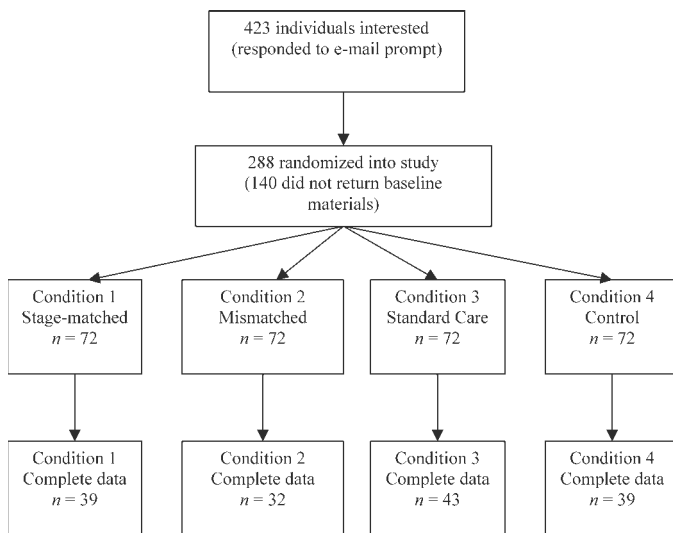 423 individuals interested
(responded to e-mail prompt)
288 randomized into study
(140 did not return baseline
materials)
Condition 1
Stage-matched
n = 72
Condition 2
Mismatched
n = 72
Condition 3
Standard Care
n = 72
Condition 4
Control
n = 72
Condition 1
Complete data
n = 39
Condition 2
Complete data
n = 32
Condition 3
Complete data
n = 43
Condition 4
Complete data
n = 39